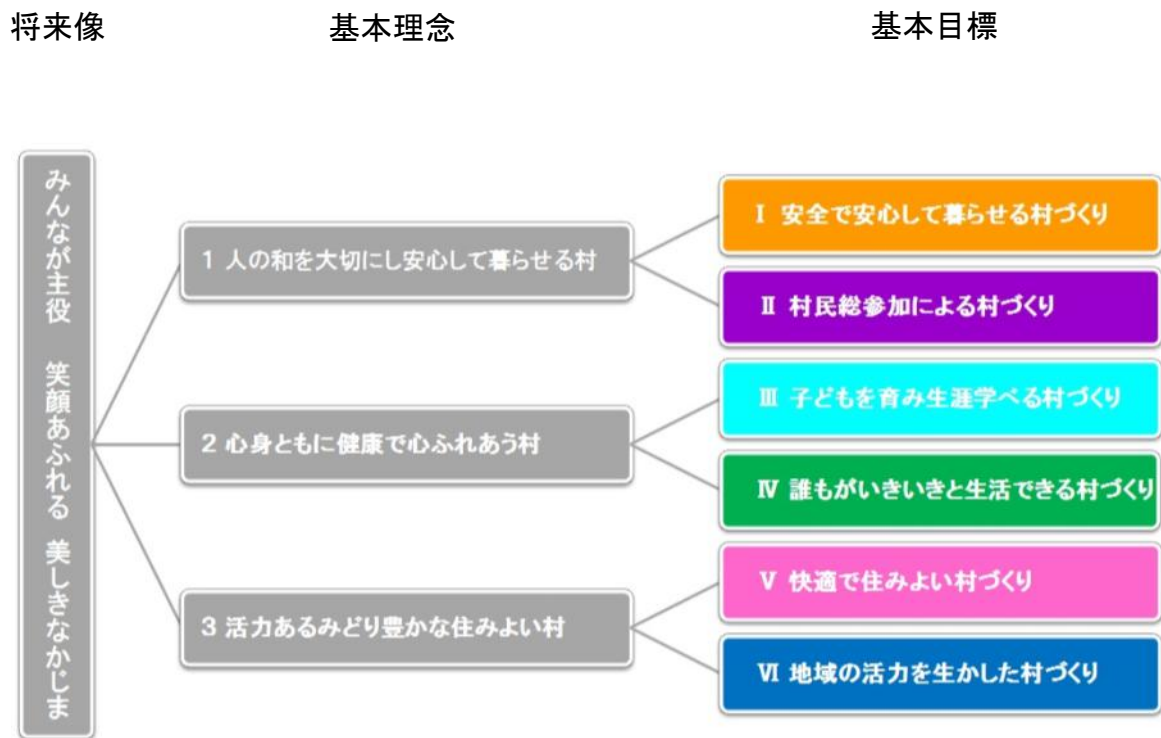 将来像
基本理念
基本目標
みんなが主役 笑顔あふれる 美しきなかじま
1 人の和を大切にし安心して暮らせる村
Ⅰ 安全で安心して暮らせる村づくり
Ⅱ 村民総参加による村づくり
2 心身ともに健康で心ふれあう村
Ⅲ 子どもを育み生涯学べる村づくり
Ⅳ 誰もがいきいきと生活できる村づくり
3 活力あるみどり豊かな住みよい村
Ⅴ 快適で住みよい村づくり
Ⅵ 地域の活力を生かした村づくり